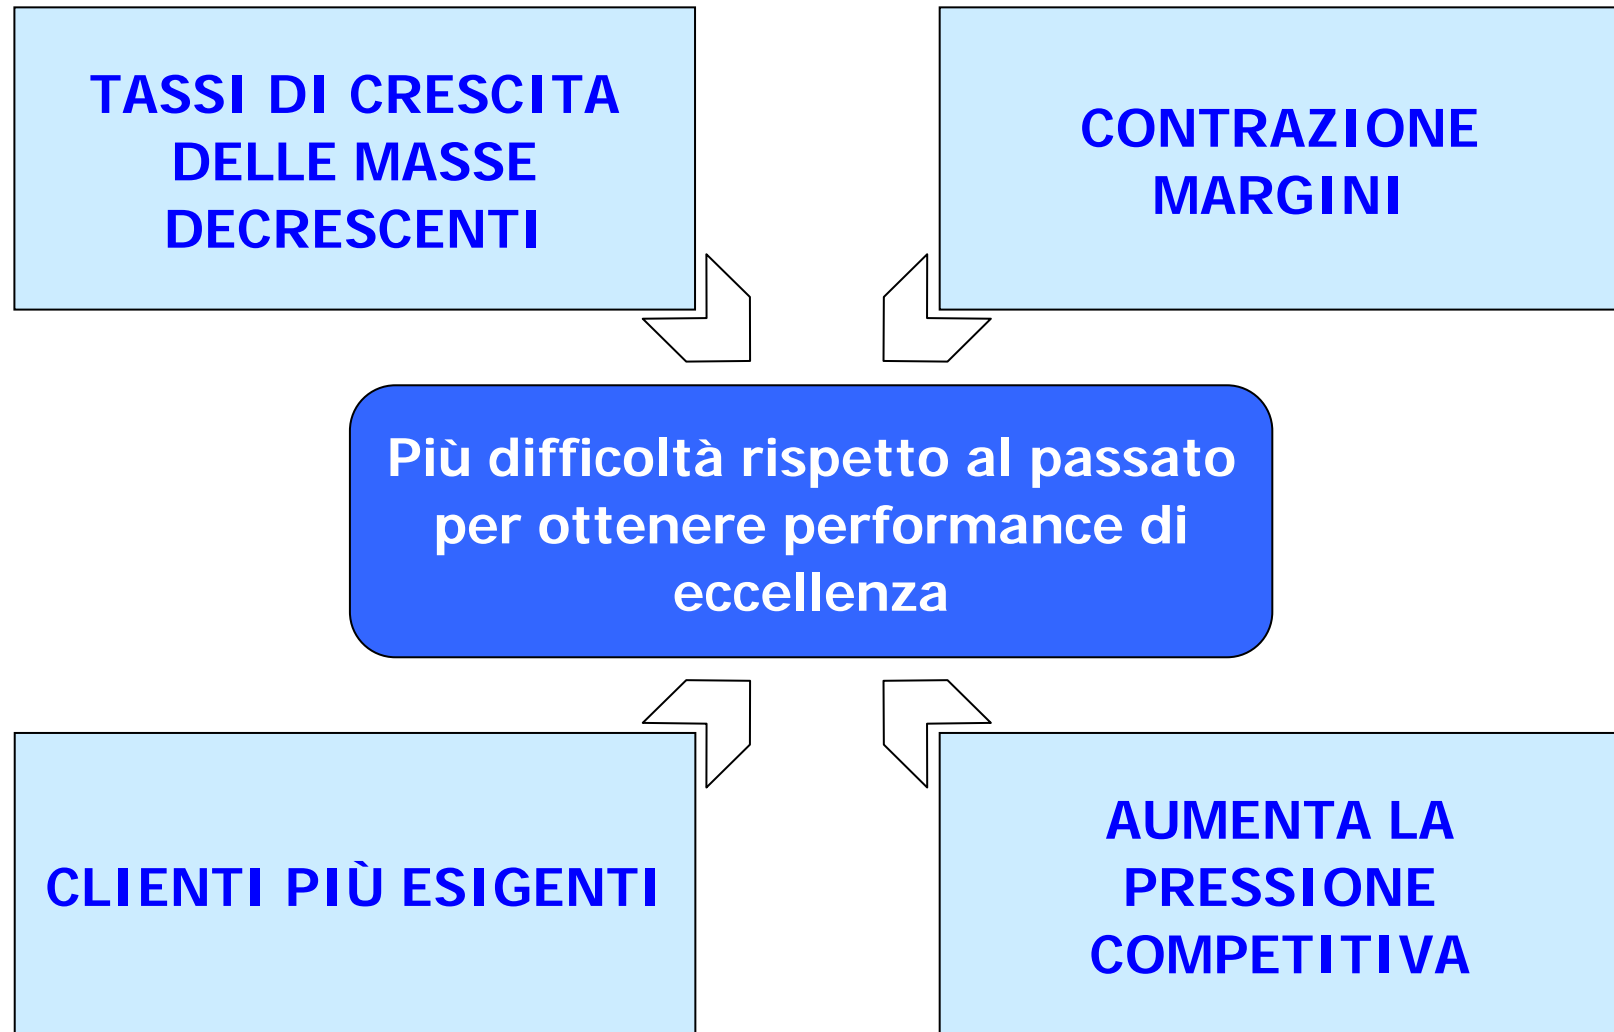 TASSI DI CRESCITA
DELLE MASSE
DECRESCENTI
CONTRAZIONE
MARGINI
Più difficoltà rispetto al passato
per ottenere performance di
eccellenza
CLIENTI PIÙ ESIGENTI
AUMENTA LA
PRESSIONE
COMPETITIVA